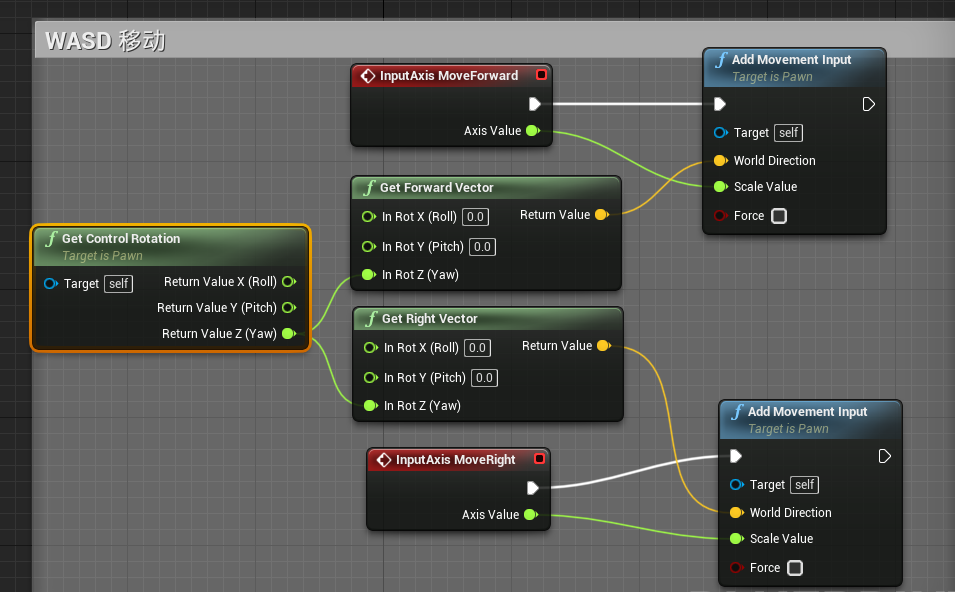 WASD 移动
InputAxis MoveForward
Axis Value
Add Movement Input
Target is Pawn
Target self
World Direction
Scale Value
Force
Get Forward Vector
In Rot X (Roll) 0.0
Return Value
In Rot Y (Pitch) 0.0
In Rot Z (Yaw)
Get Control Rotation
Target is Pawn
Target self
Return Value X (Roll)
Return Value Y (Pitch)
Return Value Z (Yaw)
Get Right Vector
In Rot X (Roll) 0.0
Return Value
In Rot Y (Pitch) 0.0
In Rot Z (Yaw)
InputAxis MoveRight
Axis Value
Add Movement Input
Target is Pawn
Target self
World Direction
Scale Value
Force